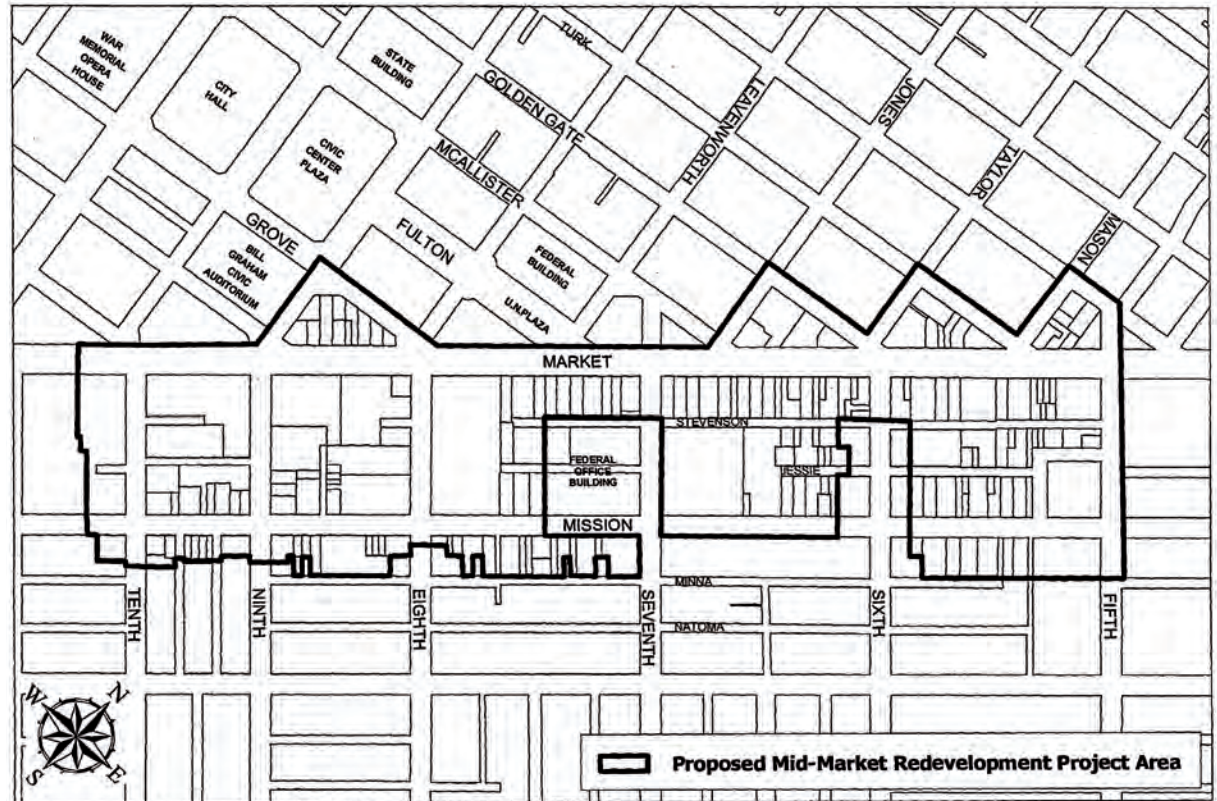 WAR
MEMORIAL
OPERA
HOUSE
CITY
HALL
STATE
BUILDING
TURK
CIVIC
CENTER
PLAZA
GOLDEN GATE
MCALLISTER
LEAVENWORTH
JONES
TAYLOR
MASON
GROVE
BILL
GRAHAM
CIVIC
AUDITORIUM
FULTON
FEDERAL
BUILDING
U.N.PLAZA
MARKET
STEVENSON
FEDERAL
OFFICE
BUILDING
JESSIE
MISSION
MINNA
NATOMA
TENTH
NINTH
EIGHTH
SEVENTH
SIXTH
FIFTH
W
N
S
E
Proposed Mid-Market Redevelopment Project Area